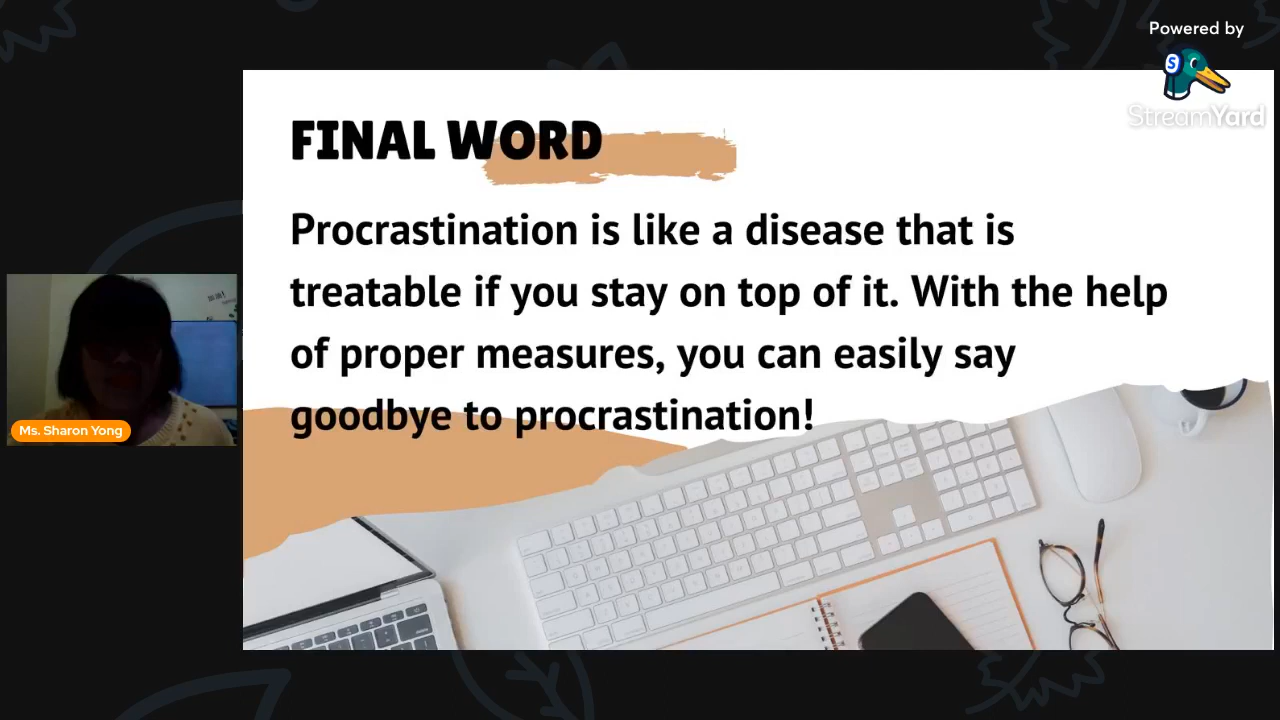 Powered by
StreamYard
FINAL WORD
Procrastination is like a disease that is
treatable if you stay on top of it. With the help
of proper measures, you can easily say
goodbye to procrastination!
Ms. Sharon Yong